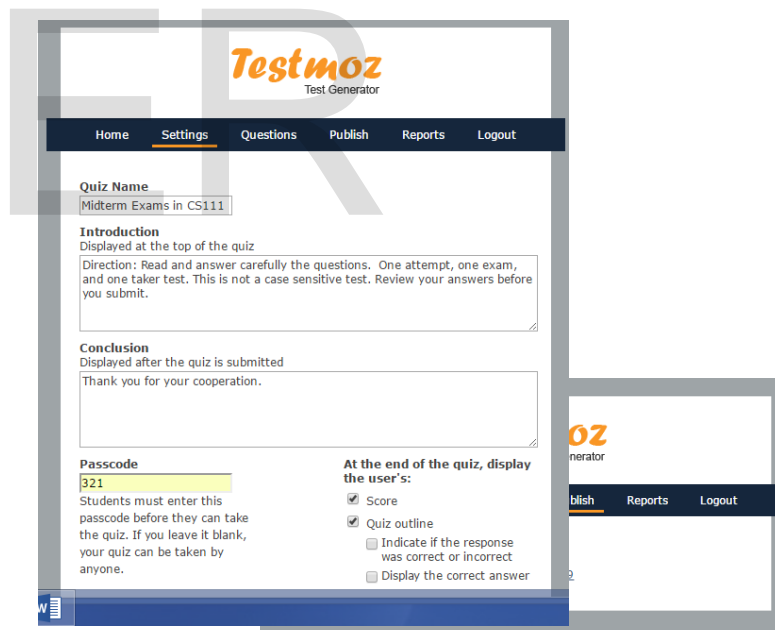 ER
Testmoz
Test Generator
Home Settings Questions Publish Reports Logout
Quiz Name
Midterm Exams in CS111
Introduction
Displayed at the top of the quiz
Direction: Read and answer carefully the questions. One attempt, one exam,
and one taker test. This is not a case sensitive test. Review your answers before
you submit.
Conclusion
Displayed after the quiz is submitted
Thank you for your cooperation.
Passcode
321
Students must enter this
passcode before they can take
the quiz. If you leave it blank,
your quiz can be taken by
anyone.
At the end of the quiz, display
the user's:
Score
Quiz outline
Indicate if the response
was correct or incorrect
Display the correct answer
W
oz
nerator
blish Reports Logout
9